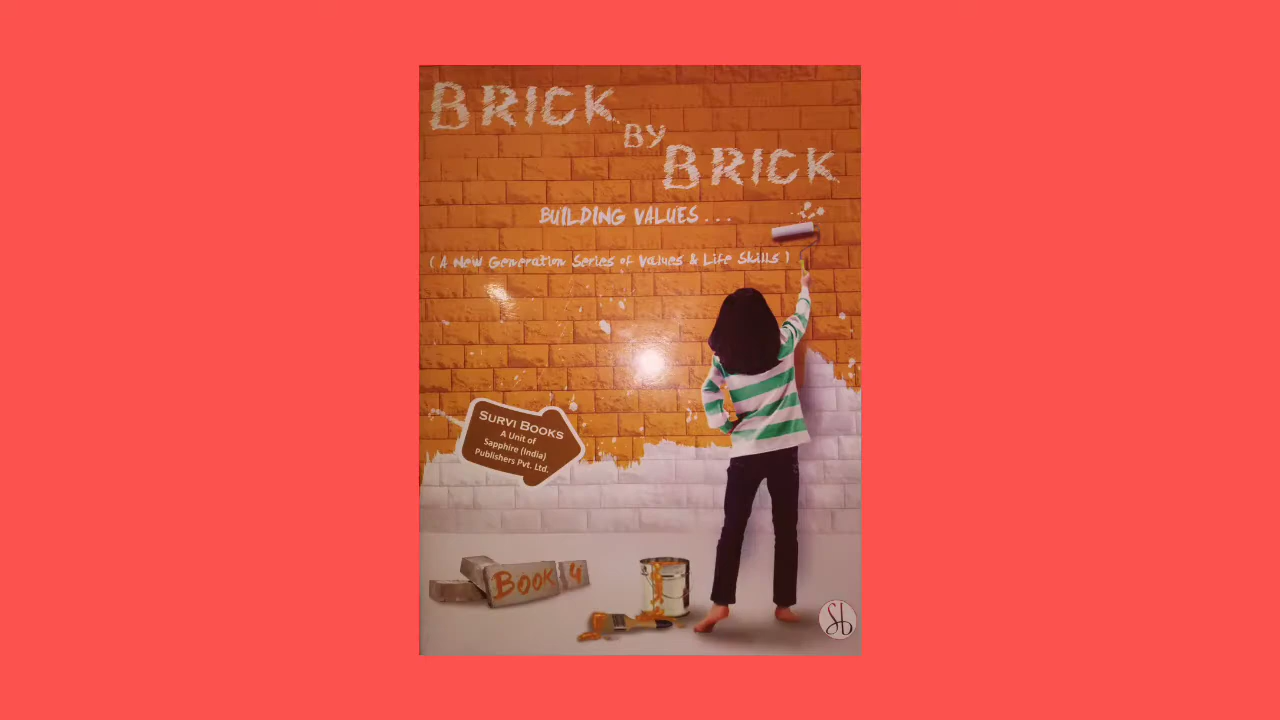 BRICK
BY
BRICK
BUILDING VALUES . . .
( A New Generation Series of Values & Life Skills )
SURVI BOOKS
A Unit of
Sapphire (India)
Publishers Pvt. Ltd.
BOOK 4
Sb